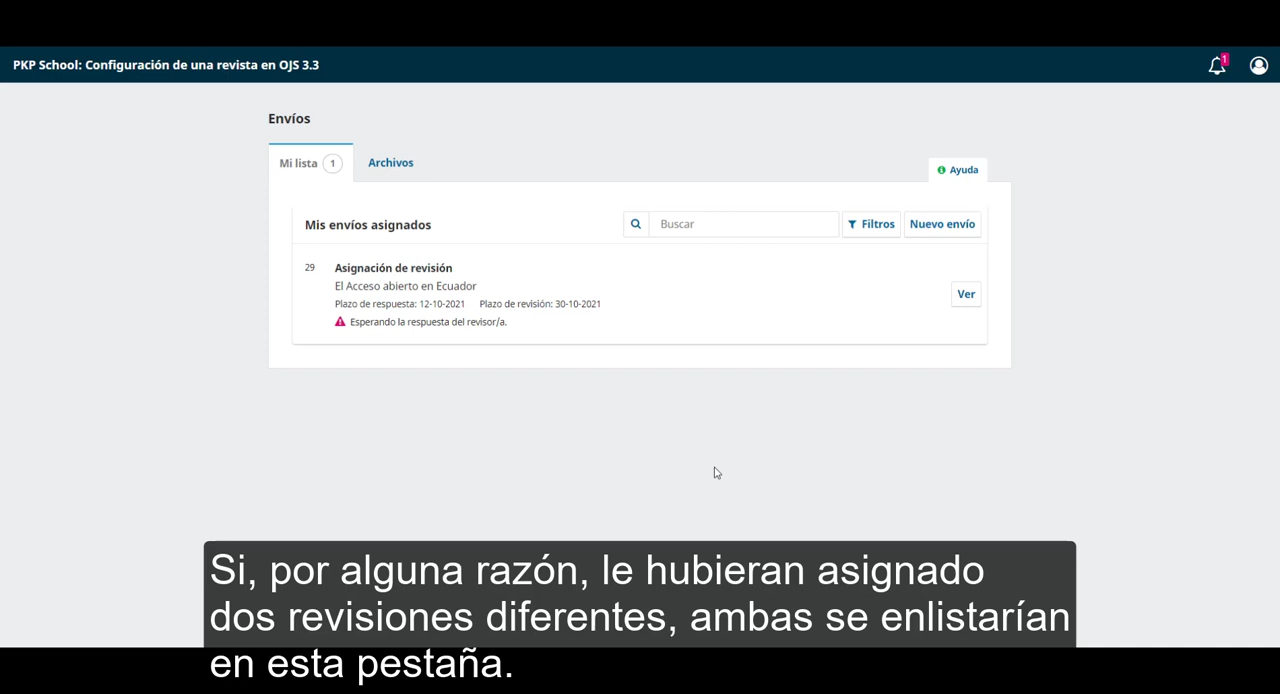 PKP School: Configuración de una revista en OJS 3.3
1
Envíos
Mi lista 1
Archivos
Ayuda
Mis envíos asignados
Buscar
Filtros
Nuevo envío
29
Asignación de revisión
El Acceso abierto en Ecuador
Plazo de respuesta: 12-10-2021 Plazo de revisión: 30-10-2021
Esperando la respuesta del revisor/a.
Ver
Si, por alguna razón, le hubieran asignado
dos revisiones diferentes, ambas se enlistarían
en esta pestaña.